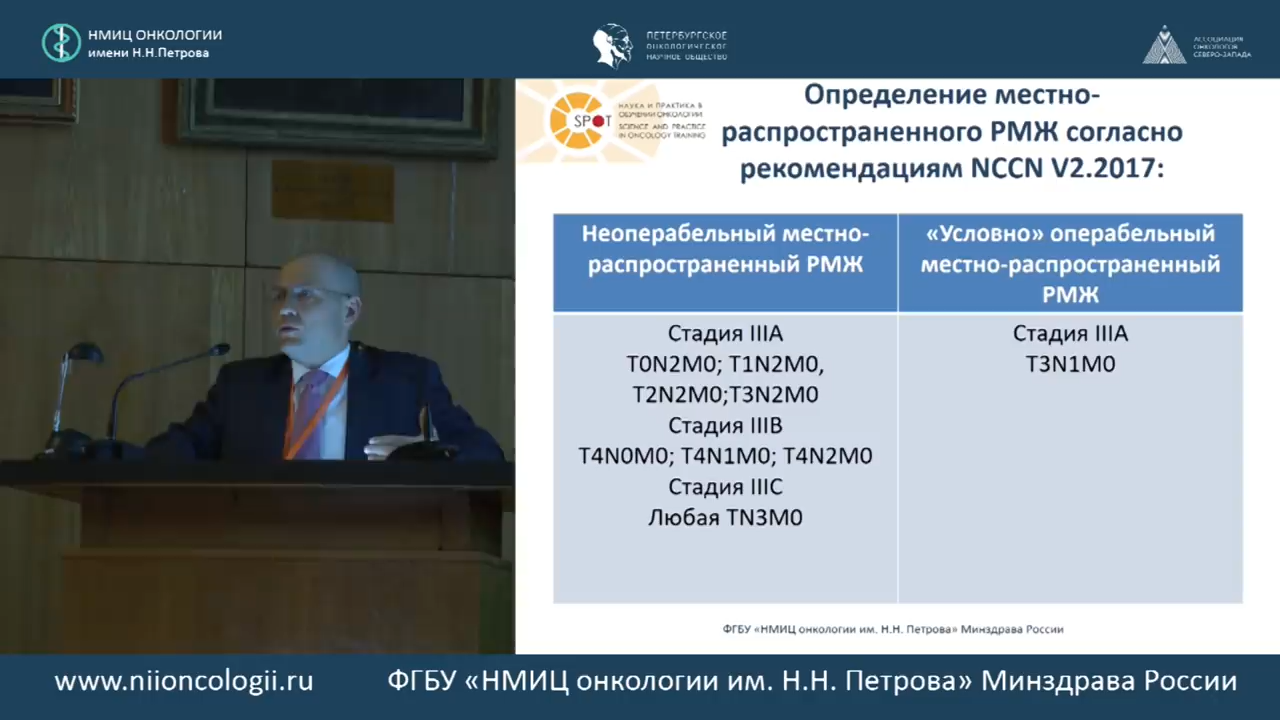 НМИЦ ОНКОЛОГИИ
имени Н.Н.Петрова
ПЕТЕРБУРГСКОЕ
ОНКОЛОГИЧЕСКОЕ
НАУЧНОЕ ОБЩЕСТВО
АССОЦИАЦИЯ
ОНКОЛОГОВ
СЕВЕРО-ЗАПАДА
SPOT
НАУКА И ПРАКТИКА В
ОБУЧЕНИИ ОНКОЛОГИИ
SCIENCE AND PRACTICE
IN ONCOLOGY TRAINING
Определение местно-
распространенного РМЖ согласно
рекомендациям NCCN V2.2017:
Неоперабельный местно-
распространенный РМЖ
«Условно» операбельный
местно-распространенный
РМЖ
Стадия IIIA
T0N2M0; T1N2M0,
T2N2M0;T3N2M0
Стадия IIIB
T4N0M0; T4N1M0; T4N2M0
Стадия IIIC
Любая TN3M0
Стадия IIIA
T3N1M0
ФГБУ «НМИЦ онкологии им. Н.Н. Петрова» Минздрава России
www.niioncologii.ru
ФГБУ «НМИЦ онкологии им. Н.Н. Петрова» Минздрава России